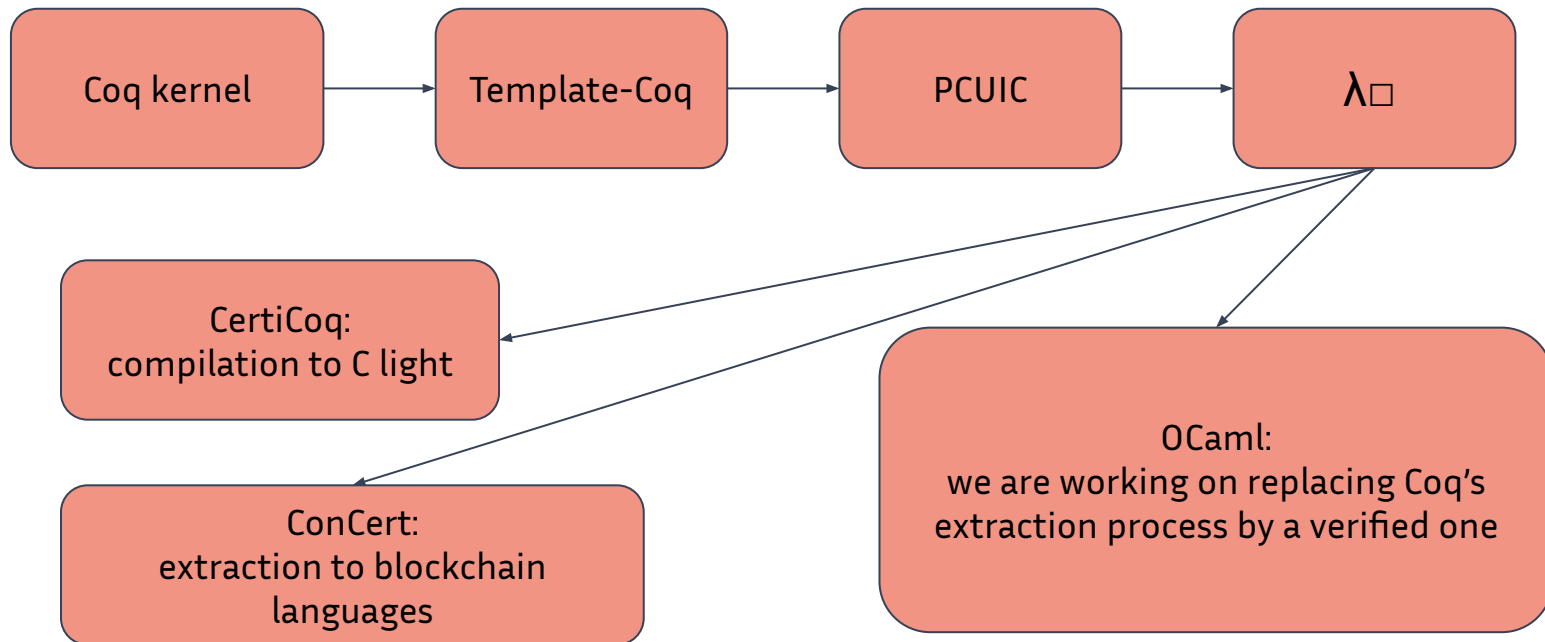 Coq kernel
Template-Coq
PCUIC
λ□
CertiCoq:
compilation to C light
OCaml:
we are working on replacing Coq’s
extraction process by a verified one
ConCert:
extraction to blockchain
languages